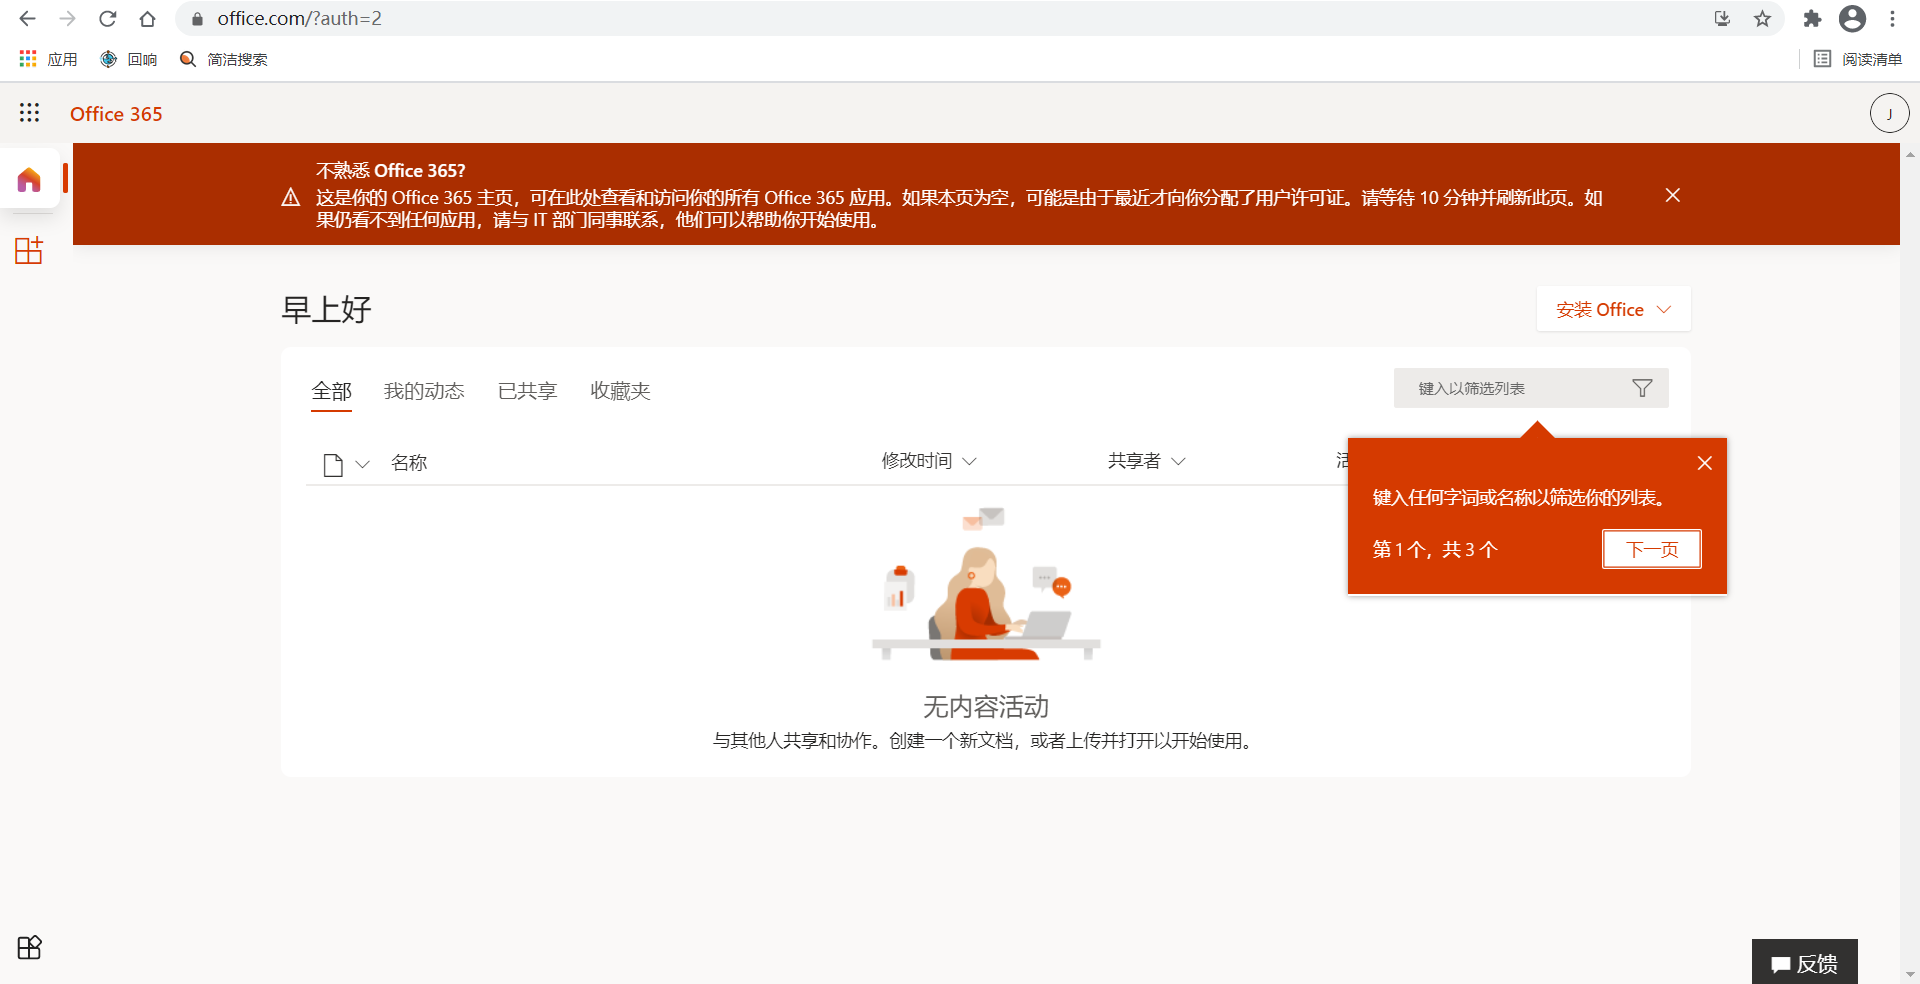 office.com/?auth=2
应用 回响 简洁搜索 阅读清单
Office 365 J
不熟悉 Office 365?
这是你的 Office 365 主页，可在此处查看和访问你的所有 Office 365 应用。如果本页为空，可能是由于最近才向你分配了用户许可证。请等待 10 分钟并刷新此页。如
果仍看不到任何应用，请与 IT 部门同事联系，他们可以帮助你开始使用。
早上好 安装 Office
全部 我的动态 已共享 收藏夹 键入以筛选列表
名称 修改时间 共享者 活
键入任何字词或名称以筛选你的列表。
第 1 个，共 3 个 下一页
无内容活动
与其他人共享和协作。创建一个新文档，或者上传并打开以开始使用。
反馈